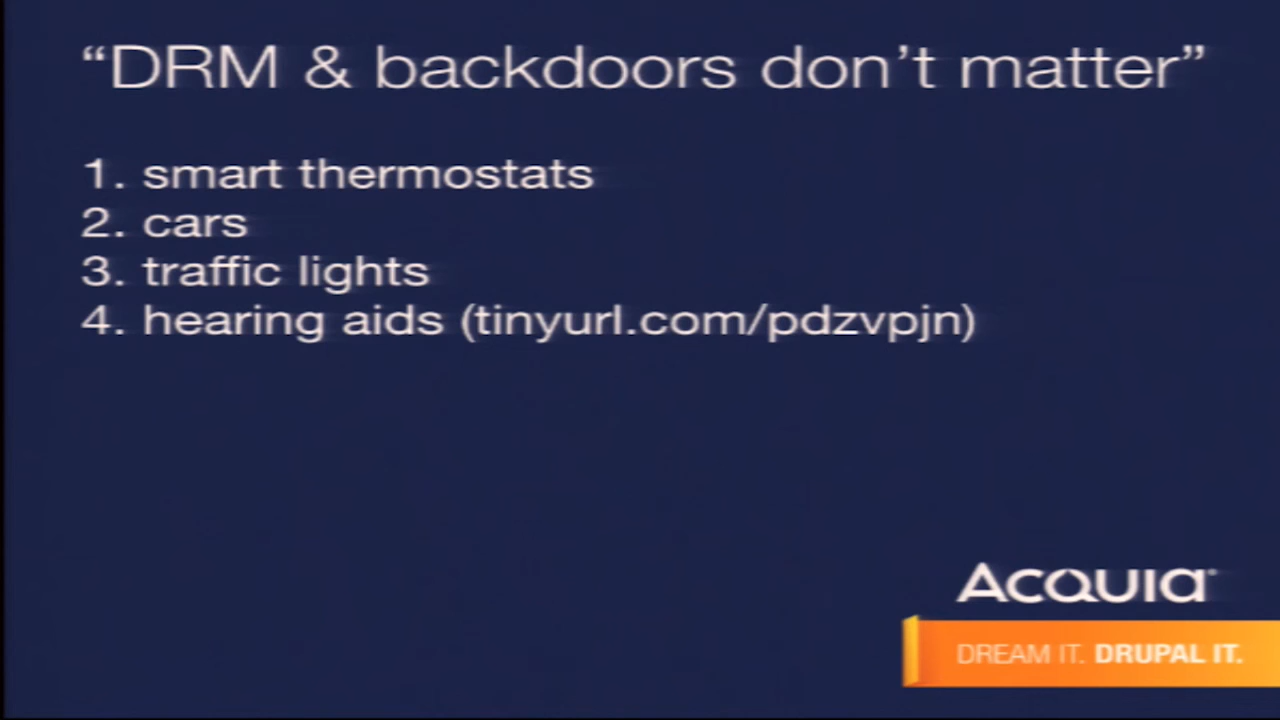 “DRM & backdoors don’t matter”
1. smart thermostats
2. cars
3. traffic lights
4. hearing aids (tinyurl.com/pdzvpjn)
ACQUIA
DREAM IT. DRUPAL IT.